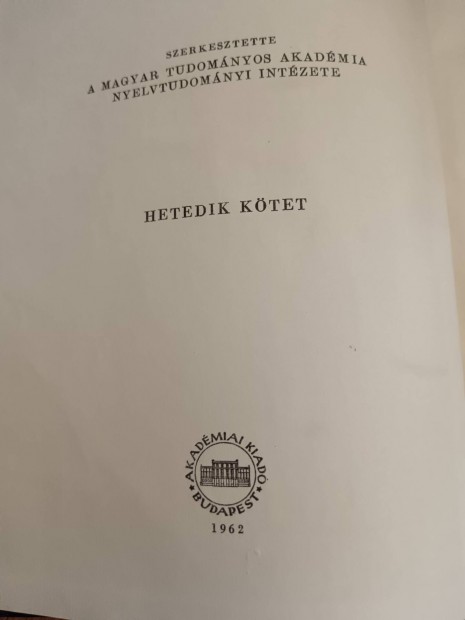 SZERKESZTETTE
A MAGYAR TUDOMÁNYOS AKADÉMIA
NYELVTUDOMÁNYI INTÉZETE
HETEDIK KÖTET
AKADÉMIAI KIADÓ
BUDAPEST
1962